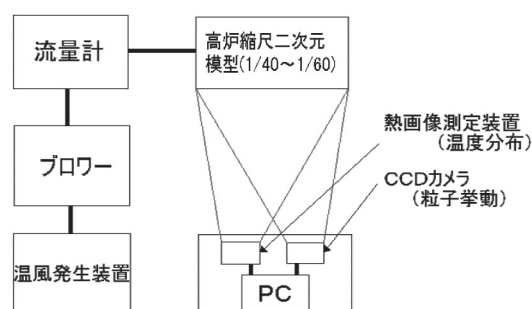 流量計
高炉縮尺二次元
模型(1/40～1/60)
ブロワー
温風発生装置
熱画像測定装置
(温度分布)
CCDカメラ
(粒子挙動)
PC